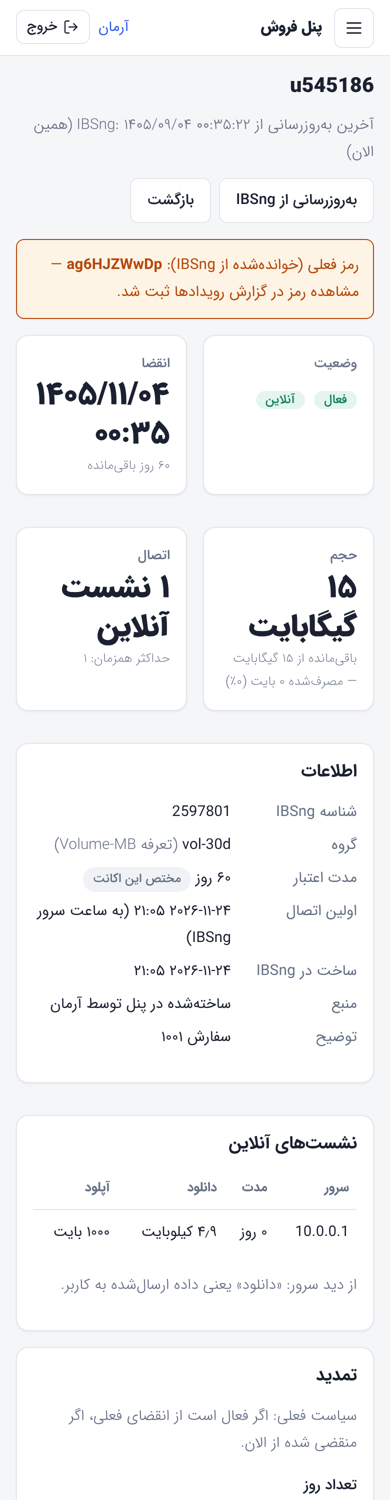 پنل فروش
آرمان
خروج
u545186
آخرین به‌روزرسانی از IBSng: ۱۴۰۵/۰۹/۰۴ ۰۰:۳۵:۲۲ (همین
الان)
به‌روزرسانی از IBSng
بازگشت
رمز فعلی (خوانده‌شده از IBSng): ag6HJZWwDp —
مشاهده رمز در گزارش رویدادها ثبت شد.
وضعیت
فعال
آنلاین
انقضا
۱۴۰۵/۱۱/۰۴
۰۰:۳۵
۶۰ روز باقی‌مانده
حجم
۱۵
گیگابایت
باقی‌مانده از ۱۵ گیگابایت
— مصرف‌شده ۰ بایت (۰٪)
اتصال
۱ نشست
آنلاین
حداکثر همزمان: ۱
اطلاعات
شناسه IBSng
2597801
گروه
vol-30d (تعرفه Volume-MB)
مدت اعتبار
۶۰ روز مختص این اکانت
اولین اتصال
۲۰۲۶-۱۱-۲۴ ۲۱:۰۵ (به ساعت سرور
IBSng)
ساخت در IBSng
۲۰۲۶-۱۱-۲۴ ۲۱:۰۵
منبع
ساخته‌شده در پنل توسط آرمان
توضیح
سفارش ۱۰۰۱
نشست‌های آنلاین
سرور مدت دانلود آپلود
10.0.0.1 ۰ روز ۴٫۹ کیلوبایت ۱۰۰۰ بایت
از دید سرور: «دانلود» یعنی داده ارسال‌شده به کاربر.
تمدید
سیاست فعلی: اگر فعال است از انقضای فعلی، اگر
منقضی شده از الان.
تعداد روز